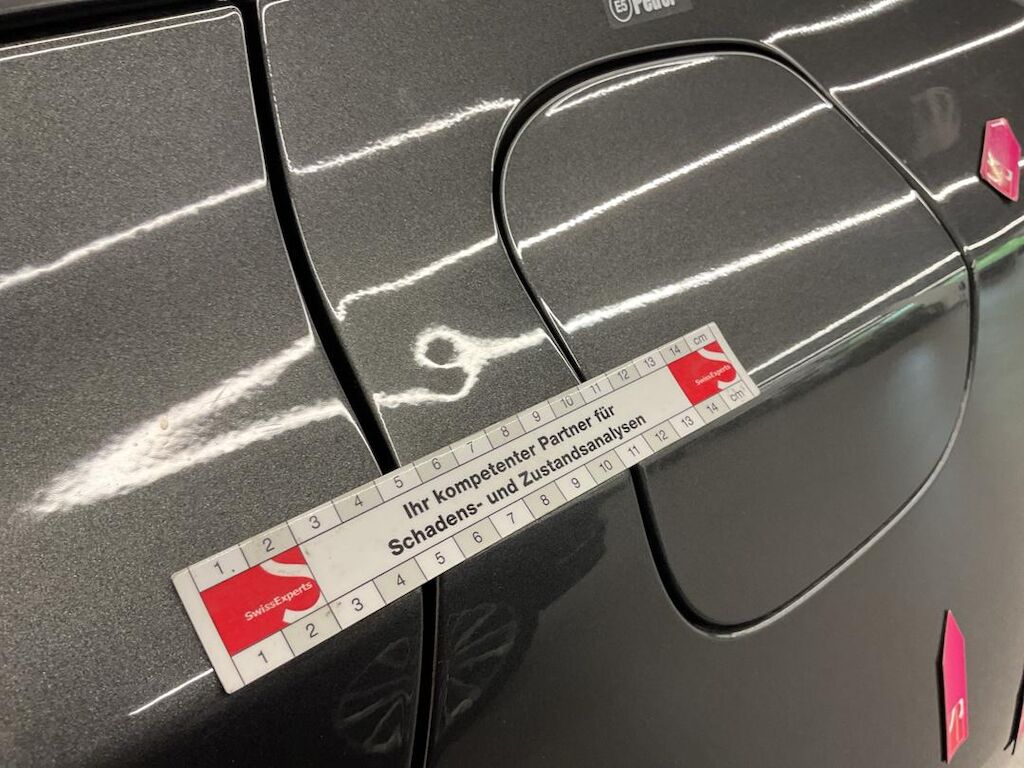 E5
1. 2 3 4 5 6 7 8 9 10 11 12 13 14 cm
SwissExperts
Ihr kompetenter Partner für
Schadens- und Zustandsanalysen
SwissExperts
1 2 3 4 5 6 7 8 9 10 11 12 13 14 cm